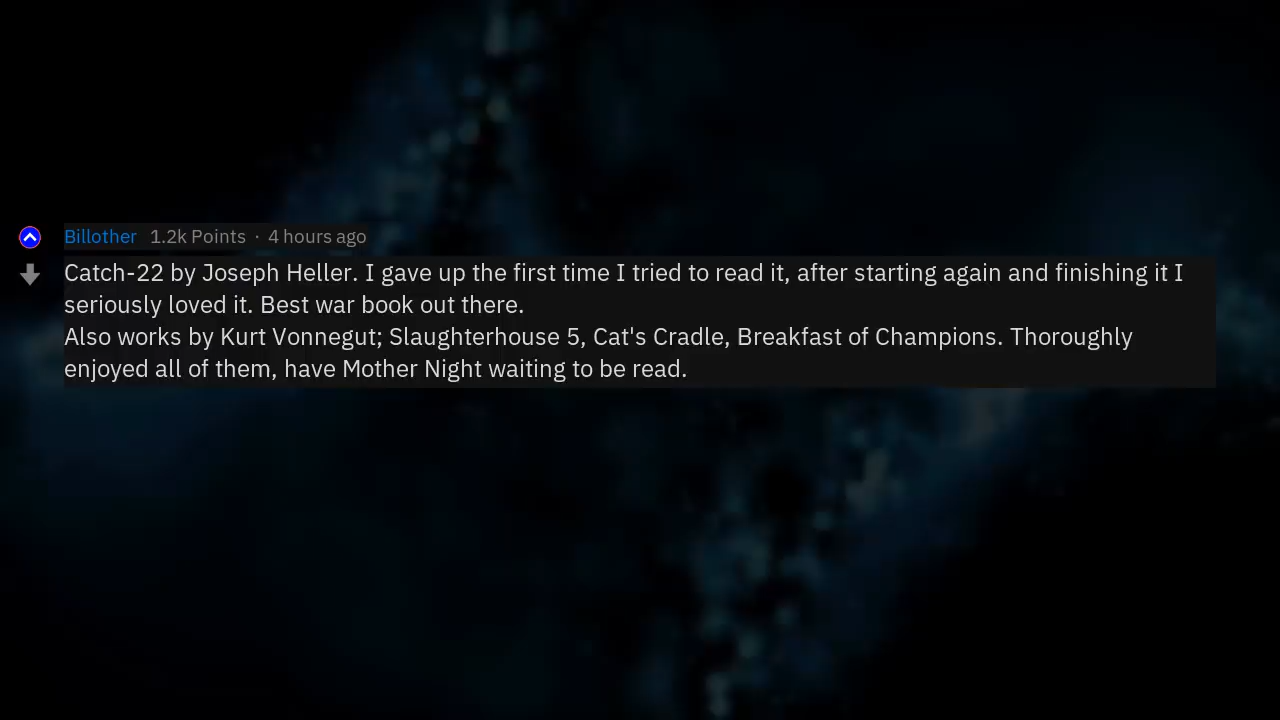 Billother 1.2k Points · 4 hours ago
Catch-22 by Joseph Heller. I gave up the first time I tried to read it, after starting again and finishing it I
seriously loved it. Best war book out there.
Also works by Kurt Vonnegut; Slaughterhouse 5, Cat's Cradle, Breakfast of Champions. Thoroughly
enjoyed all of them, have Mother Night waiting to be read.